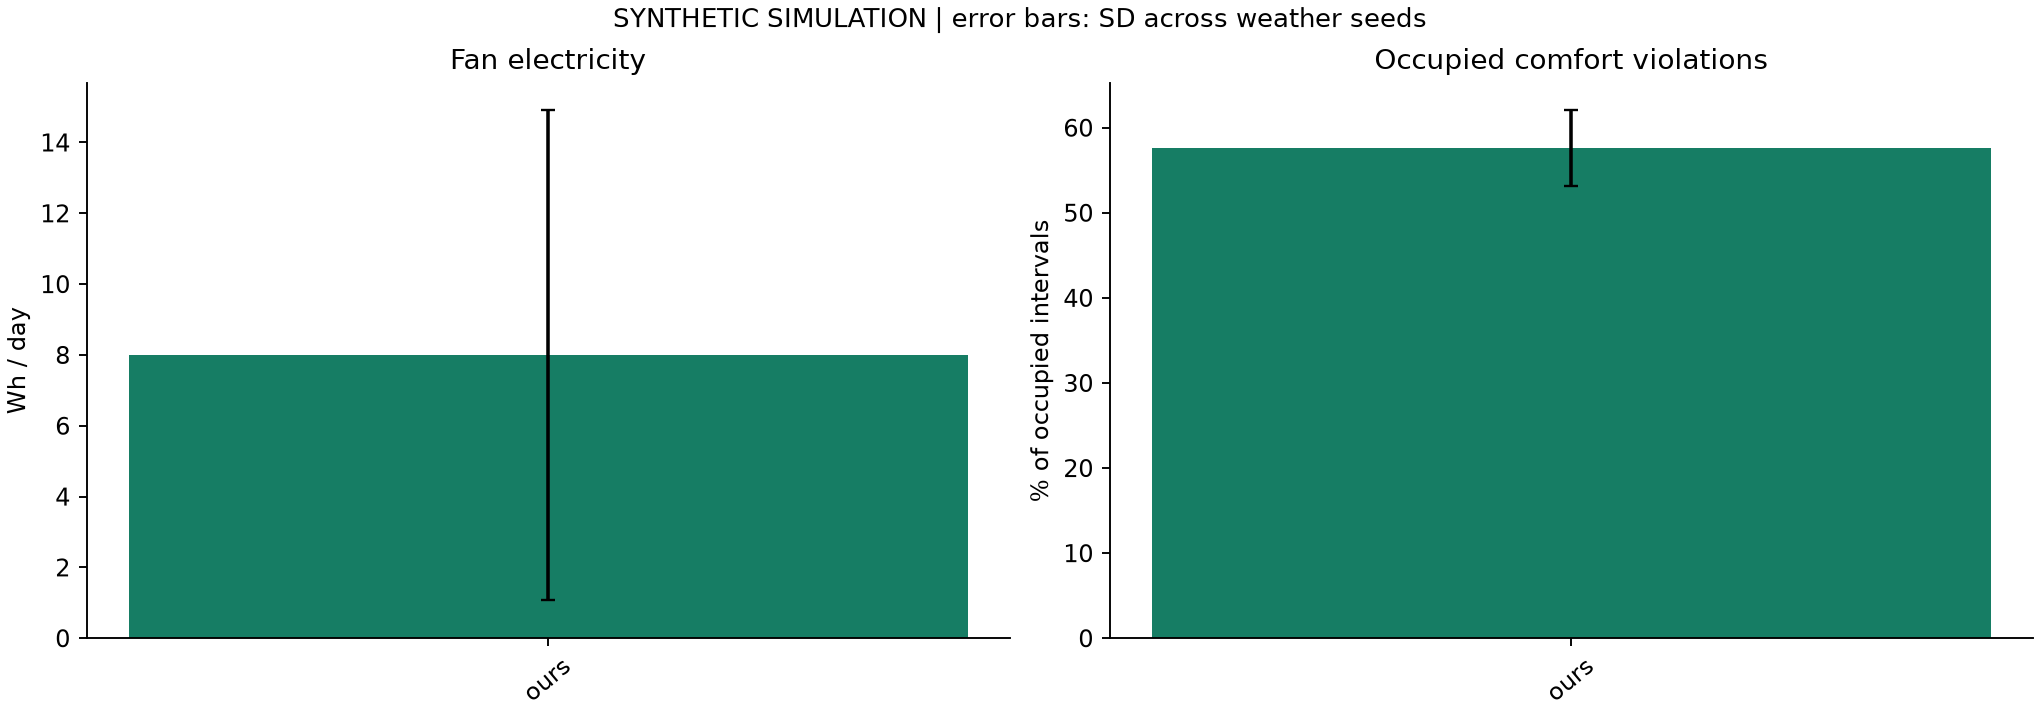 SYNTHETIC SIMULATION | error bars: SD across weather seeds
Fan electricity
Wh / day
14
12
10
8
6
4
2
0
ours
Occupied comfort violations
% of occupied intervals
60
50
40
30
20
10
0
ours